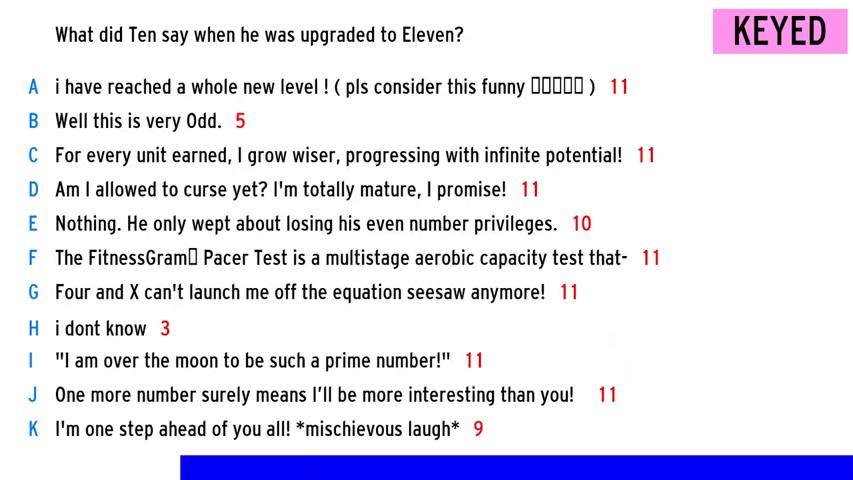 What did Ten say when he was upgraded to Eleven?
KEYED
A i have reached a whole new level ! ( pls consider this funny ▯▯▯▯▯ ) 11
B Well this is very Odd. 5
C For every unit earned, I grow wiser, progressing with infinite potential! 11
D Am I allowed to curse yet? I'm totally mature, I promise! 11
E Nothing. He only wept about losing his even number privileges. 10
F The FitnessGram▯ Pacer Test is a multistage aerobic capacity test that- 11
G Four and X can't launch me off the equation seesaw anymore! 11
H i dont know 3
I "I am over the moon to be such a prime number!" 11
J One more number surely means I’ll be more interesting than you! 11
K I'm one step ahead of you all! *mischievous laugh* 9